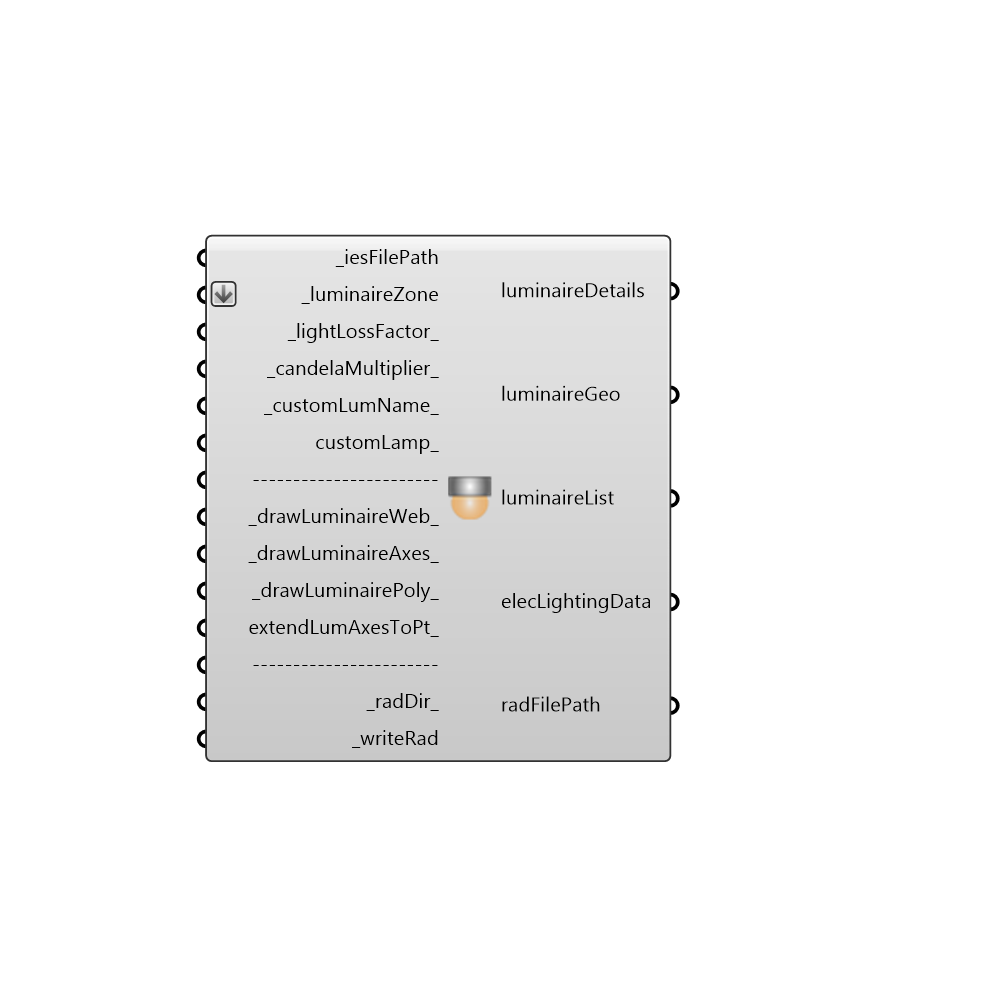 _iesFilePath
_luminaireZone
_lightLossFactor_
_candelaMultiplier_
_customLumName_
customLamp_
-----------------------
_drawLuminaireWeb_
_drawLuminaireAxes_
_drawLuminairePoly_
extendLumAxesToPt_
-----------------------
_radDir_
_writeRad
luminaireDetails
luminaireGeo
luminaireList
elecLightingData
radFilePath